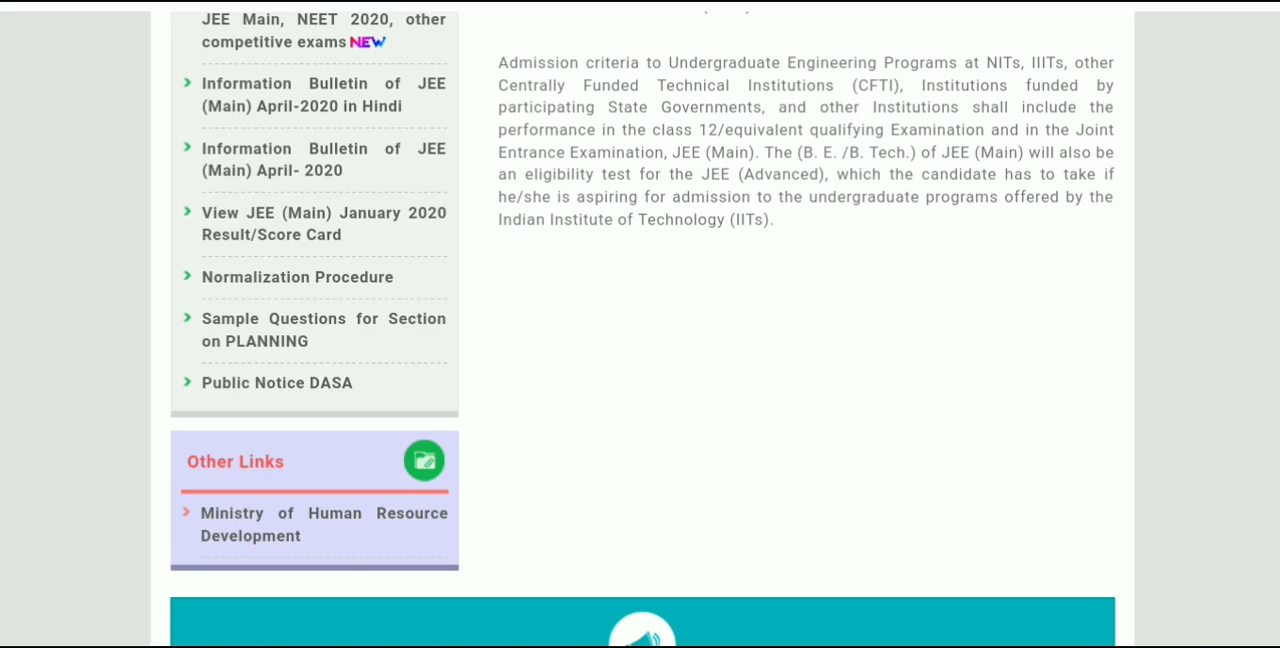 JEE Main, NEET 2020, other
competitive exams NEW
Information Bulletin of JEE
(Main) April-2020 in Hindi
Information Bulletin of JEE
(Main) April- 2020
View JEE (Main) January 2020
Result/Score Card
Normalization Procedure
Sample Questions for Section
on PLANNING
Public Notice DASA
Other Links
Ministry of Human Resource
Development
Admission criteria to Undergraduate Engineering Programs at NITs, IIITs, other
Centrally Funded Technical Institutions (CFTI), Institutions funded by
participating State Governments, and other Institutions shall include the
performance in the class 12/equivalent qualifying Examination and in the Joint
Entrance Examination, JEE (Main). The (B. E. /B. Tech.) of JEE (Main) will also be
an eligibility test for the JEE (Advanced), which the candidate has to take if
he/she is aspiring for admission to the undergraduate programs offered by the
Indian Institute of Technology (IITs).